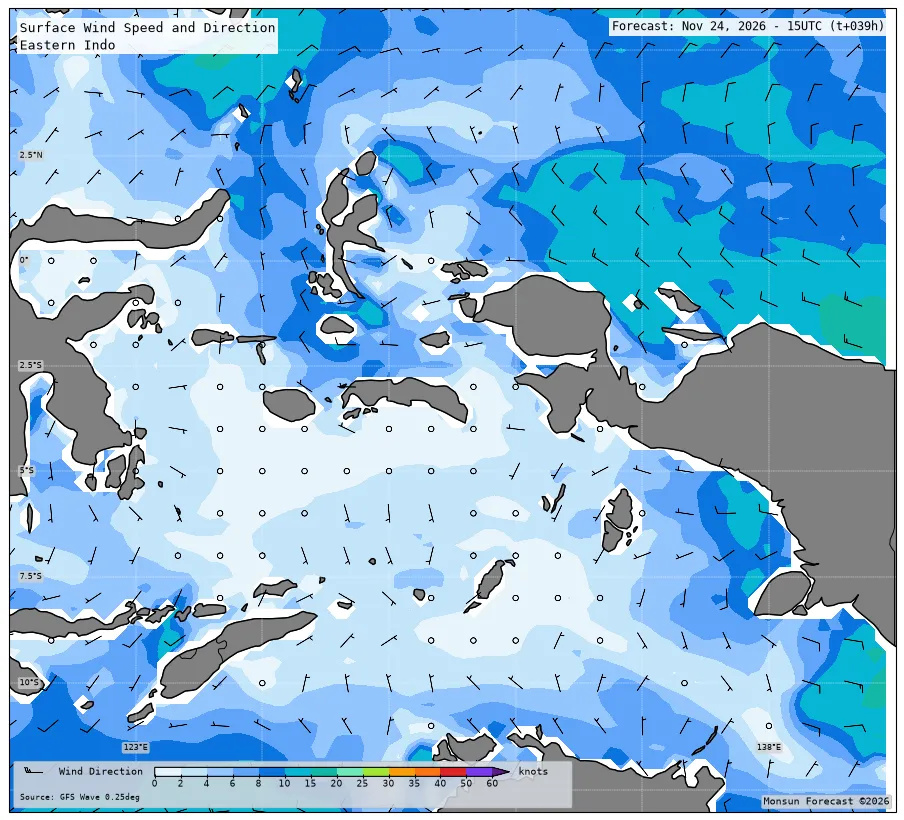 Surface Wind Speed and Direction
Eastern Indo
Forecast: Nov 24, 2026 - 15UTC (t+039h)
2.5°N
0°
2.5°S
5°S
7.5°S
10°S
123°E
138°E
Wind Direction
knots
0 2 4 6 8 10 15 20 25 30 35 40 50 60
Source: GFS Wave 0.25deg
Monsun Forecast ©2026